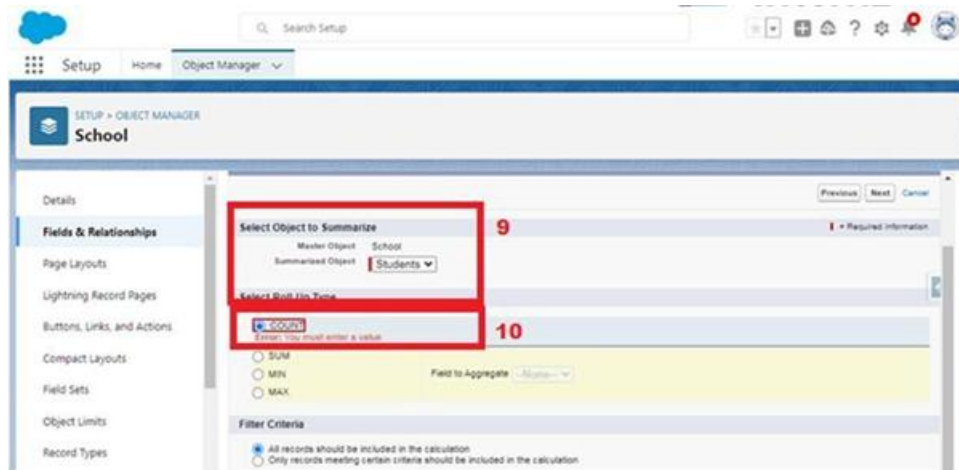 Search Setup
Setup Home Object Manager
SETUP > OBJECT MANAGER
School
Details
Fields & Relationships
Page Layouts
Lightning Record Pages
Buttons, Links, and Actions
Compact Layouts
Field Sets
Object Limits
Record Types
Previous Next Cancel
Select Object to Summarize
9
= Required Information
Master Object School
Summarized Object Students
Select Roll-Up Type
COUNT
10
Error: You must enter a value
SUM
MIN
Field to Aggregate --None--
MAX
Filter Criteria
All records should be included in the calculation
Only records meeting certain criteria should be included in the calculation